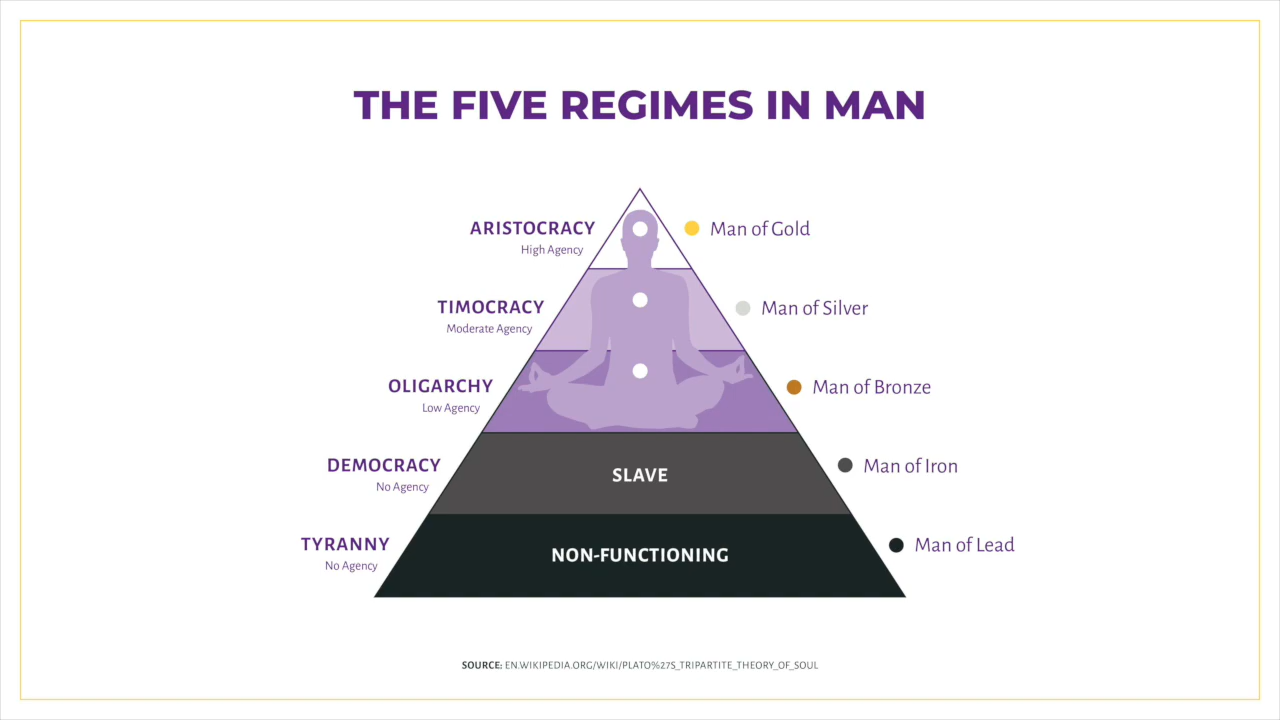 THE FIVE REGIMES IN MAN
ARISTOCRACY
High Agency
Man of Gold
TIMOCRACY
Moderate Agency
Man of Silver
OLIGARCHY
Low Agency
Man of Bronze
DEMOCRACY
No Agency
SLAVE
Man of Iron
TYRANNY
No Agency
NON-FUNCTIONING
Man of Lead
SOURCE: EN.WIKIPEDIA.ORG/WIKI/PLATO%27S_TRIPARTITE_THEORY_OF_SOUL